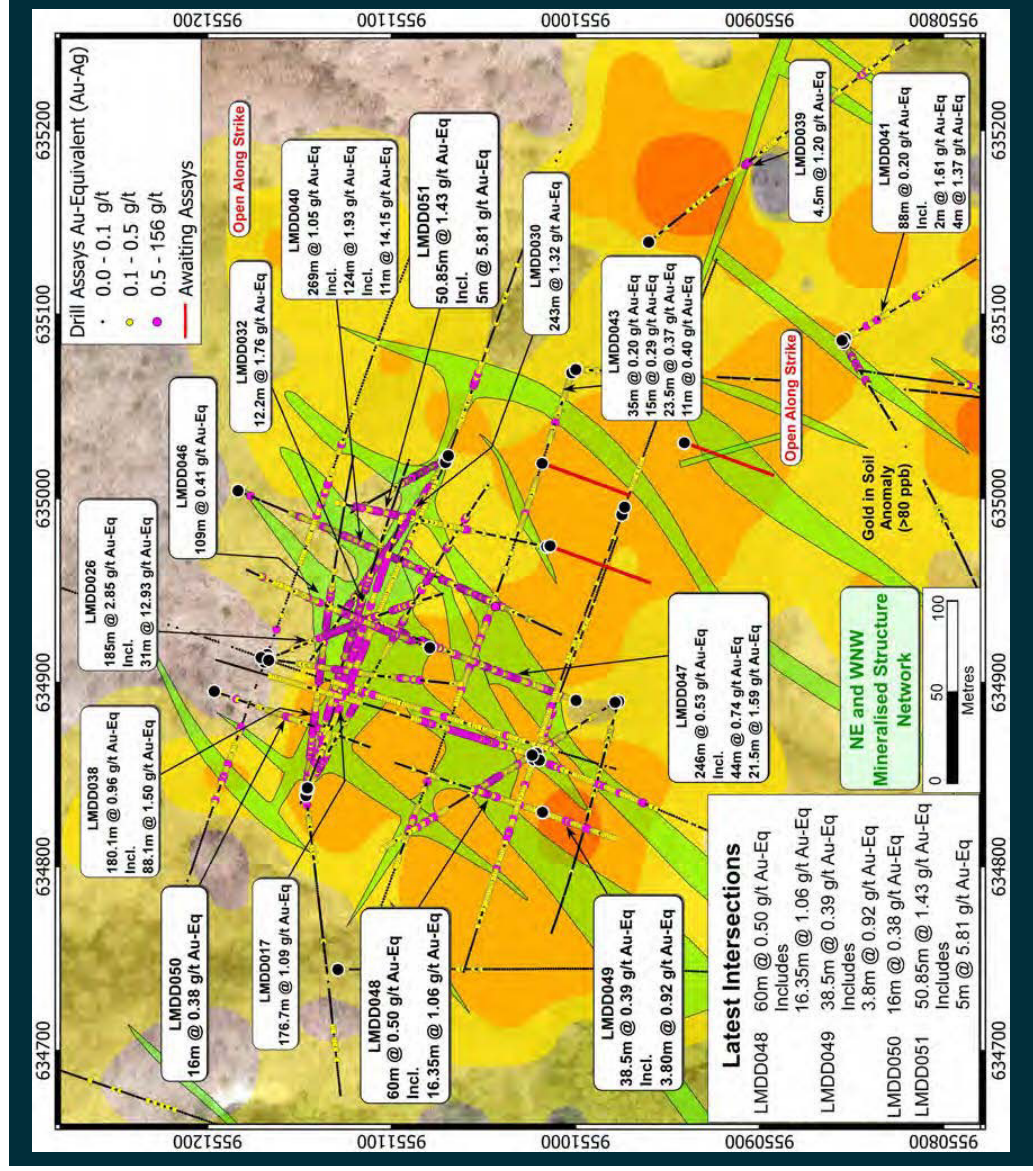 Drill Assays Au-Equivalent (Au-Ag)
0.0 - 0.1 g/t
0.1 - 0.5 g/t
0.5 - 156 g/t
Awaiting Assays
Open Along Strike
LMDD040
269m @ 1.05 g/t Au-Eq
Incl.
124m @ 1.93 g/t Au-Eq
Incl.
11m @ 14.15 g/t Au-Eq
LMDD032
12.2m @ 1.76 g/t Au-Eq
LMDD051
50.85m @ 1.43 g/t Au-Eq
Incl.
5m @ 5.81 g/t Au-Eq
LMDD030
243m @ 1.32 g/t Au-Eq
LMDD046
109m @ 0.41 g/t Au-Eq
LMDD026
185m @ 2.85 g/t Au-Eq
Incl.
31m @ 12.93 g/t Au-Eq
LMDD038
180.1m @ 0.96 g/t Au-Eq
Incl.
88.1m @ 1.50 g/t Au-Eq
LMDD050
16m @ 0.38 g/t Au-Eq
LMDD017
176.7m @ 1.09 g/t Au-Eq
LMDD048
60m @ 0.50 g/t Au-Eq
Incl.
16.35m @ 1.06 g/t Au-Eq
LMDD049
38.5m @ 0.39 g/t Au-Eq
Incl.
3.80m @ 0.92 g/t Au-Eq
LMDD047
246m @ 0.53 g/t Au-Eq
Incl.
44m @ 0.74 g/t Au-Eq
21.5m @ 1.59 g/t Au-Eq
LMDD043
35m @ 0.20 g/t Au-Eq
15m @ 0.29 g/t Au-Eq
23.5m @ 0.37 g/t Au-Eq
11m @ 0.40 g/t Au-Eq
LMDD039
4.5m @ 1.20 g/t Au-Eq
LMDD041
88m @ 0.20 g/t Au-Eq
Incl.
2m @ 1.61 g/t Au-Eq
4m @ 1.37 g/t Au-Eq
Open Along Strike
Gold in Soil
Anomaly
(>80 ppb)
NE and WNW
Mineralised Structure
Network
0 50 100
Metres
Latest Intersections
LMDD048 60m @ 0.50 g/t Au-Eq
Includes
16.35m @ 1.06 g/t Au-Eq
LMDD049 38.5m @ 0.39 g/t Au-Eq
Includes
3.8m @ 0.92 g/t Au-Eq
LMDD050 16m @ 0.38 g/t Au-Eq
LMDD051 50.85m @ 1.43 g/t Au-Eq
Includes
5m @ 5.81 g/t Au-Eq
634700 634800 634900 635000 635100 635200
634700 634800 634900 635000 635100 635200
9551200
9551100
9551000
9550900
9550800
9551200
9551100
9551000
9550900
9550800